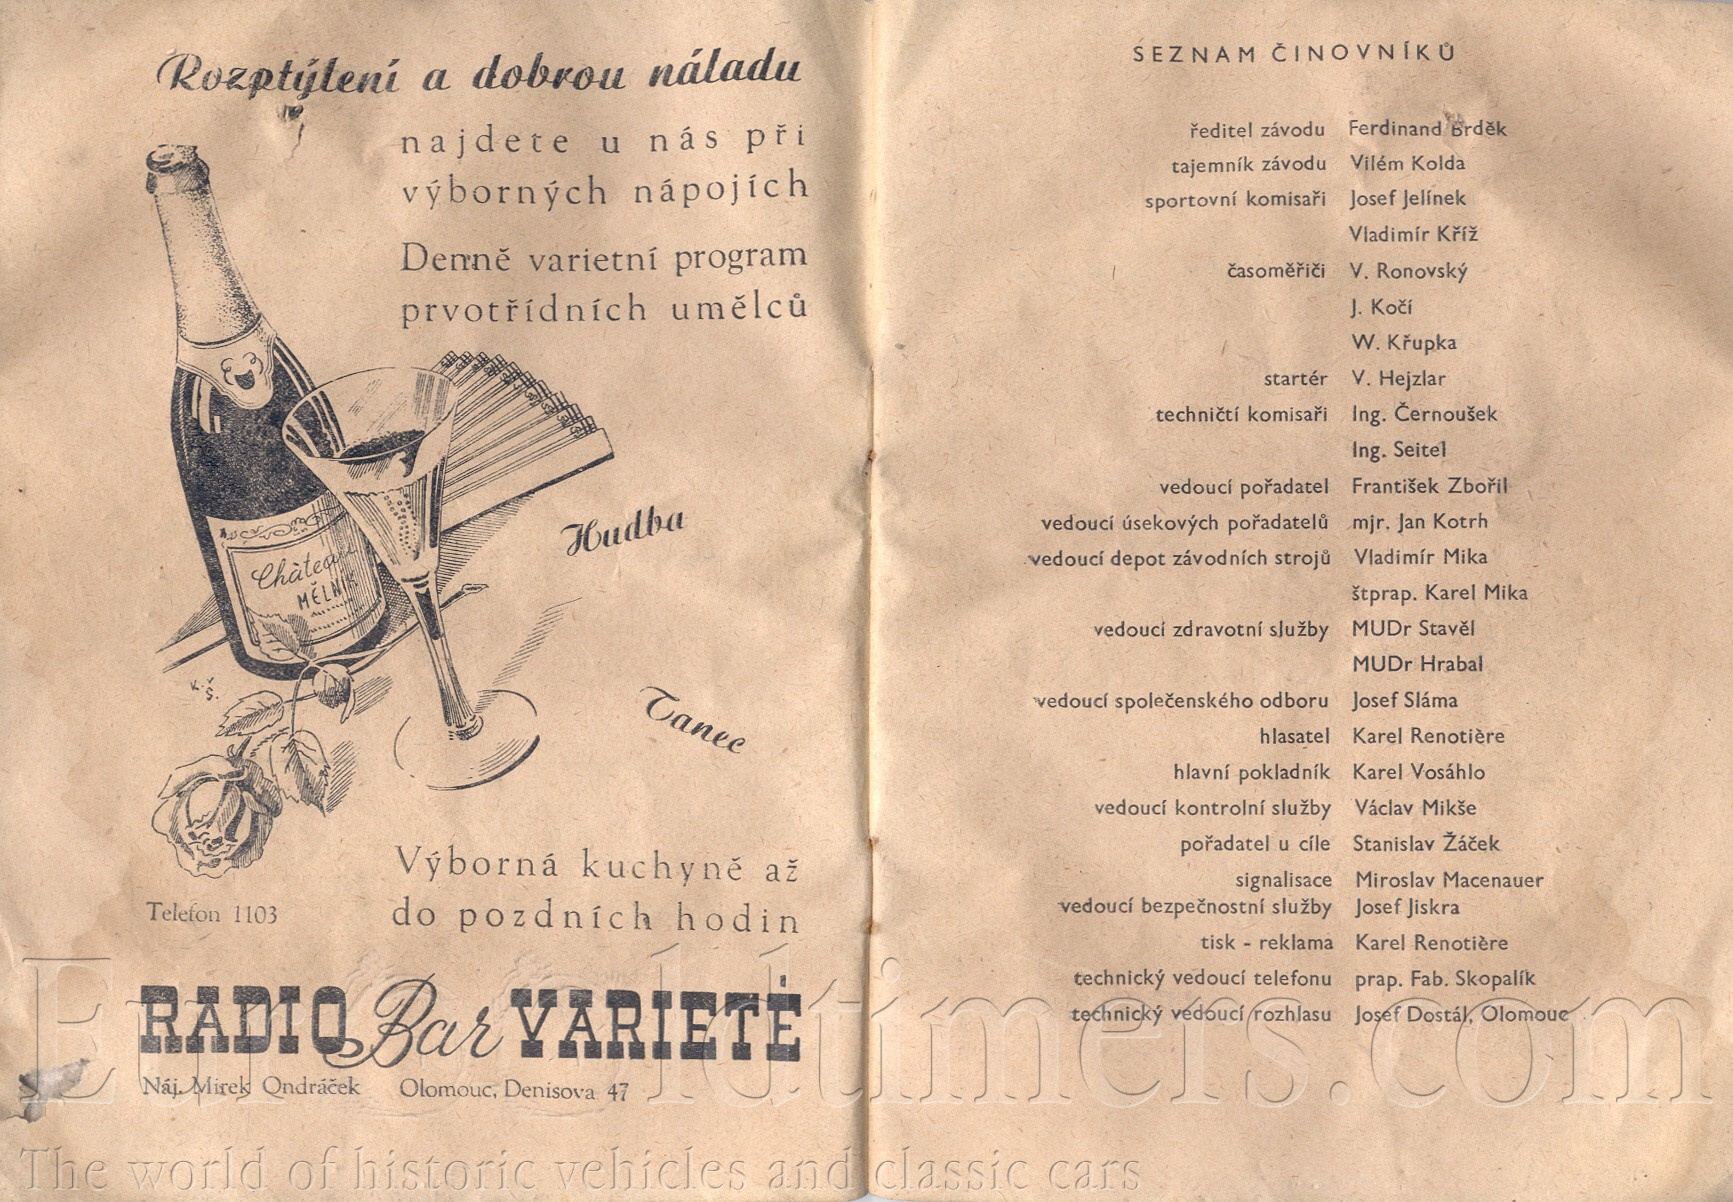 Rozptýlení a dobrou náladu
najdete u nás při
výborných nápojích
Denně varietní program
prvotřídních umělců
Château
MĚLNÍK
Hudba
K. Š.
Tanec
Výborná kuchyně až
do pozdních hodin
Telefon 1103
RADIO Bar VARIETÉ
Náj. Mirek Ondráček Olomouc, Denisova 47
SEZNAM ČINOVNÍKŮ
ředitel závodu Ferdinand Brděk
tajemník závodu Vilém Kolda
sportovní komisaři Josef Jelínek
Vladimír Kříž
časoměřiči V. Ronovský
J. Kočí
W. Křupka
startér V. Hejzlar
techničtí komisaři Ing. Černoušek
Ing. Seitel
vedoucí pořadatel František Zbořil
vedoucí úsekových pořadatelů mjr. Jan Kotrh
vedoucí depot závodních strojů Vladimír Mika
štprap. Karel Mika
vedoucí zdravotní služby MUDr Stavěl
MUDr Hrabal
vedoucí společenského odboru Josef Sláma
hlasatel Karel Renotière
hlavní pokladník Karel Vosáhlo
vedoucí kontrolní služby Václav Mikše
pořadatel u cíle Stanislav Žáček
signalisace Miroslav Macenauer
vedoucí bezpečnostní služby Josef Jiskra
tisk - reklama Karel Renotière
technický vedoucí telefonu prap. Fab. Skopalík
technický vedoucí rozhlasu Josef Dostál, Olomouc
Eurooldtimers.com
The world of historic vehicles and classic cars